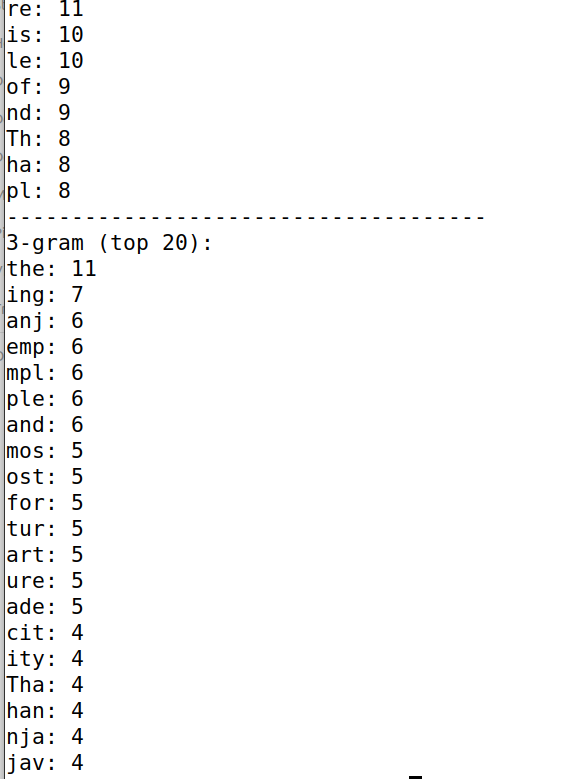 re: 11
is: 10
le: 10
of: 9
nd: 9
Th: 8
ha: 8
pl: 8
-------------------------------------
3-gram (top 20):
the: 11
ing: 7
anj: 6
emp: 6
mpl: 6
ple: 6
and: 6
mos: 5
ost: 5
for: 5
tur: 5
art: 5
ure: 5
ade: 5
cit: 4
ity: 4
Tha: 4
han: 4
nja: 4
jav: 4